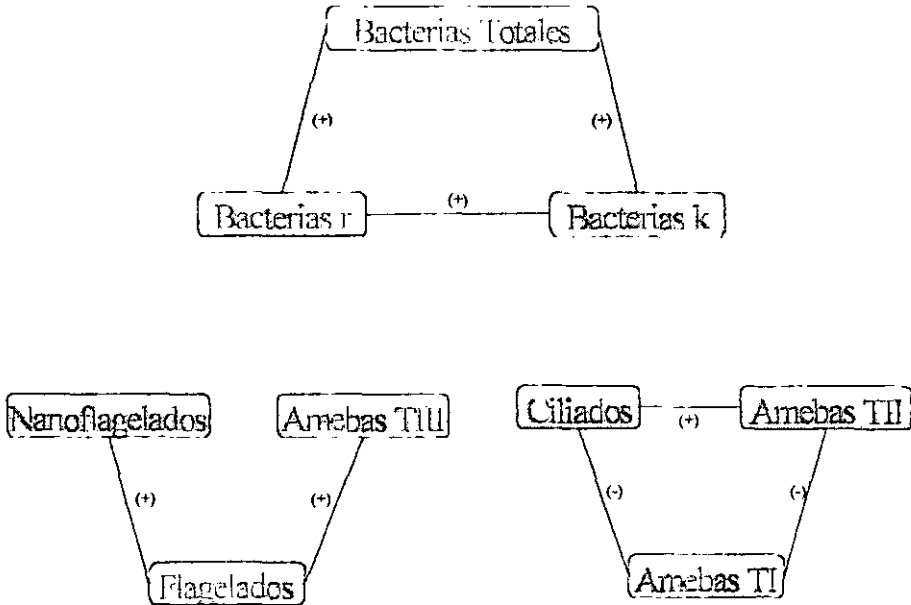 Bacterias Totales
(+) (+)
Bacterias r (+) Bacterias k
Nanoflagelados Amebas TIII Ciliados (+) Amebas TII
(+) (+) (-) (-)
Flagelados Amebas TI